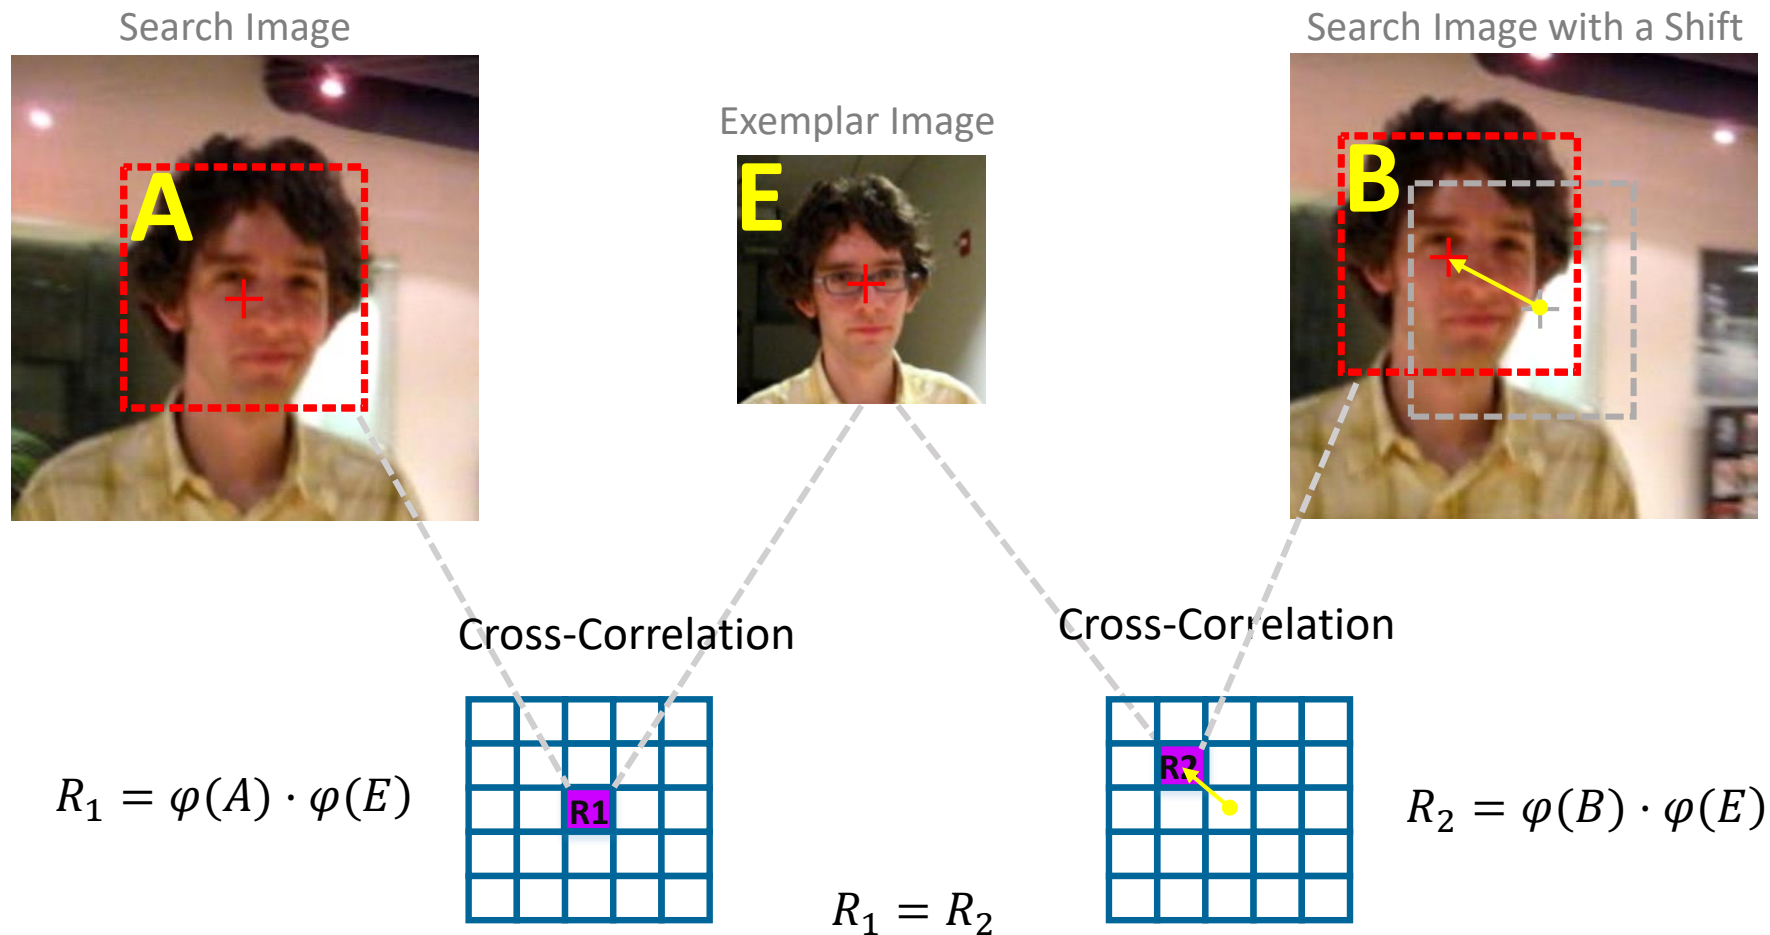 Search Image
Search Image with a Shift
Exemplar Image
A
E
B
Cross-Correlation
Cross-Correlation
R1
R2
R₁ = φ(A) · φ(E)
R₂ = φ(B) · φ(E)
R₁ = R₂